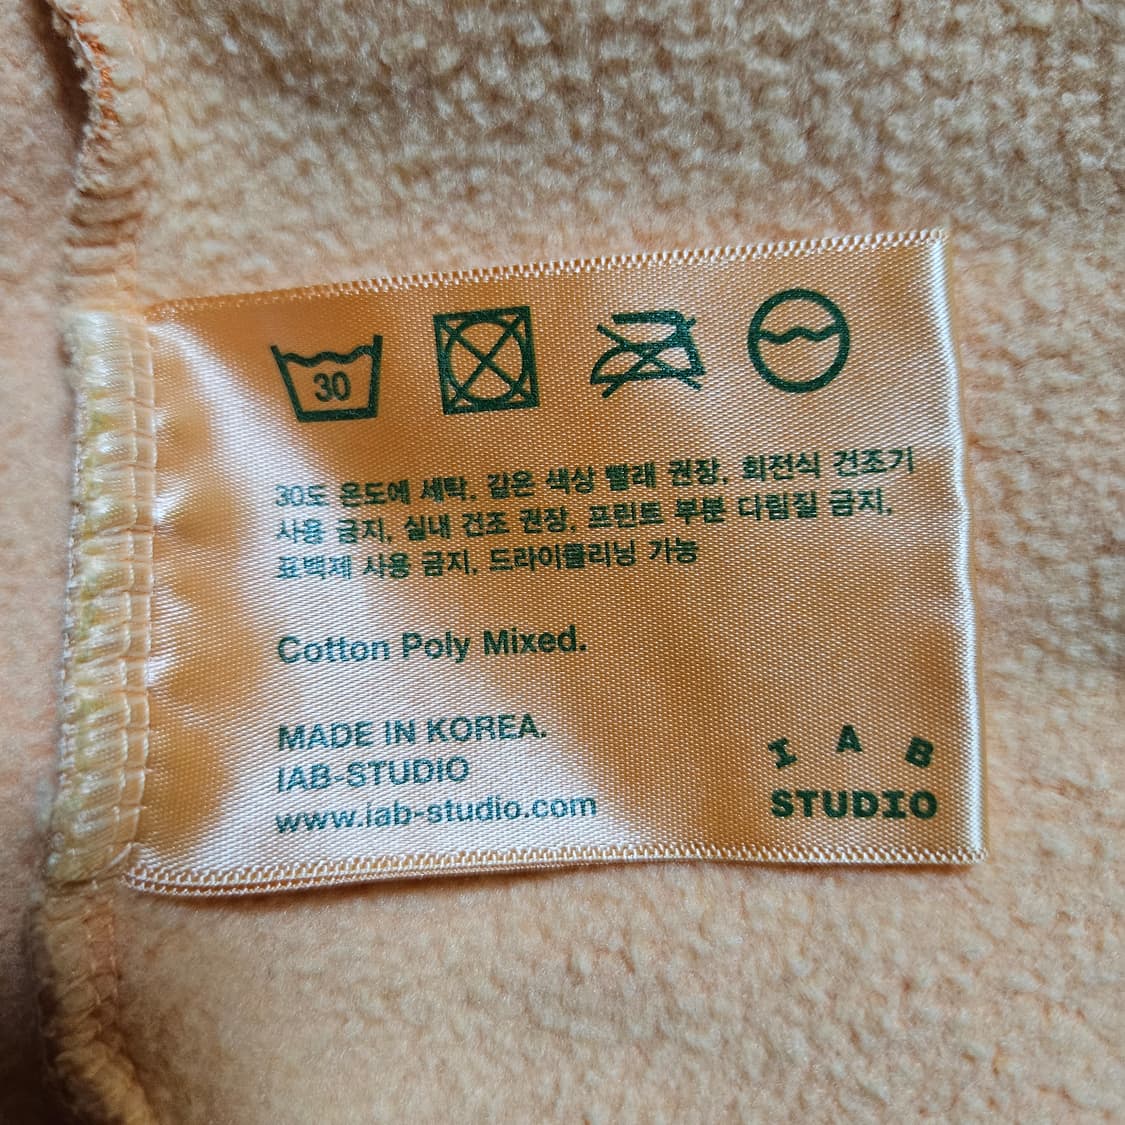 30
30도 온도에 세탁, 같은 색상 빨래 권장, 회전식 건조기
사용 금지, 실내 건조 권장, 프린트 부분 다림질 금지,
표백제 사용 금지, 드라이클리닝 가능
Cotton Poly Mixed.
MADE IN KOREA.
IAB-STUDIO
www.iab-studio.com
I A B
STUDIO